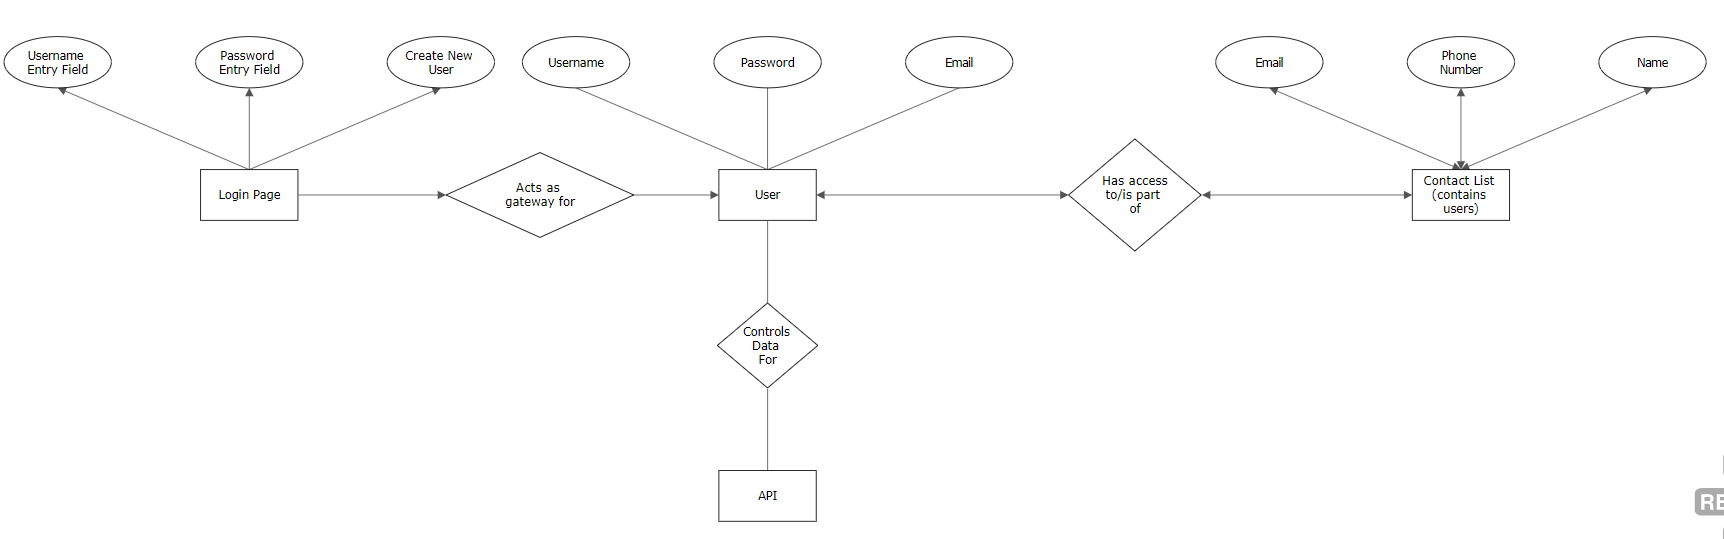 Username
Entry Field
Password
Entry Field
Create New
User
Username
Password
Email
Email
Phone
Number
Name
Login Page
Acts as
gateway for
User
Has access
to/is part
of
Contact List
(contains
users)
Controls
Data
For
API